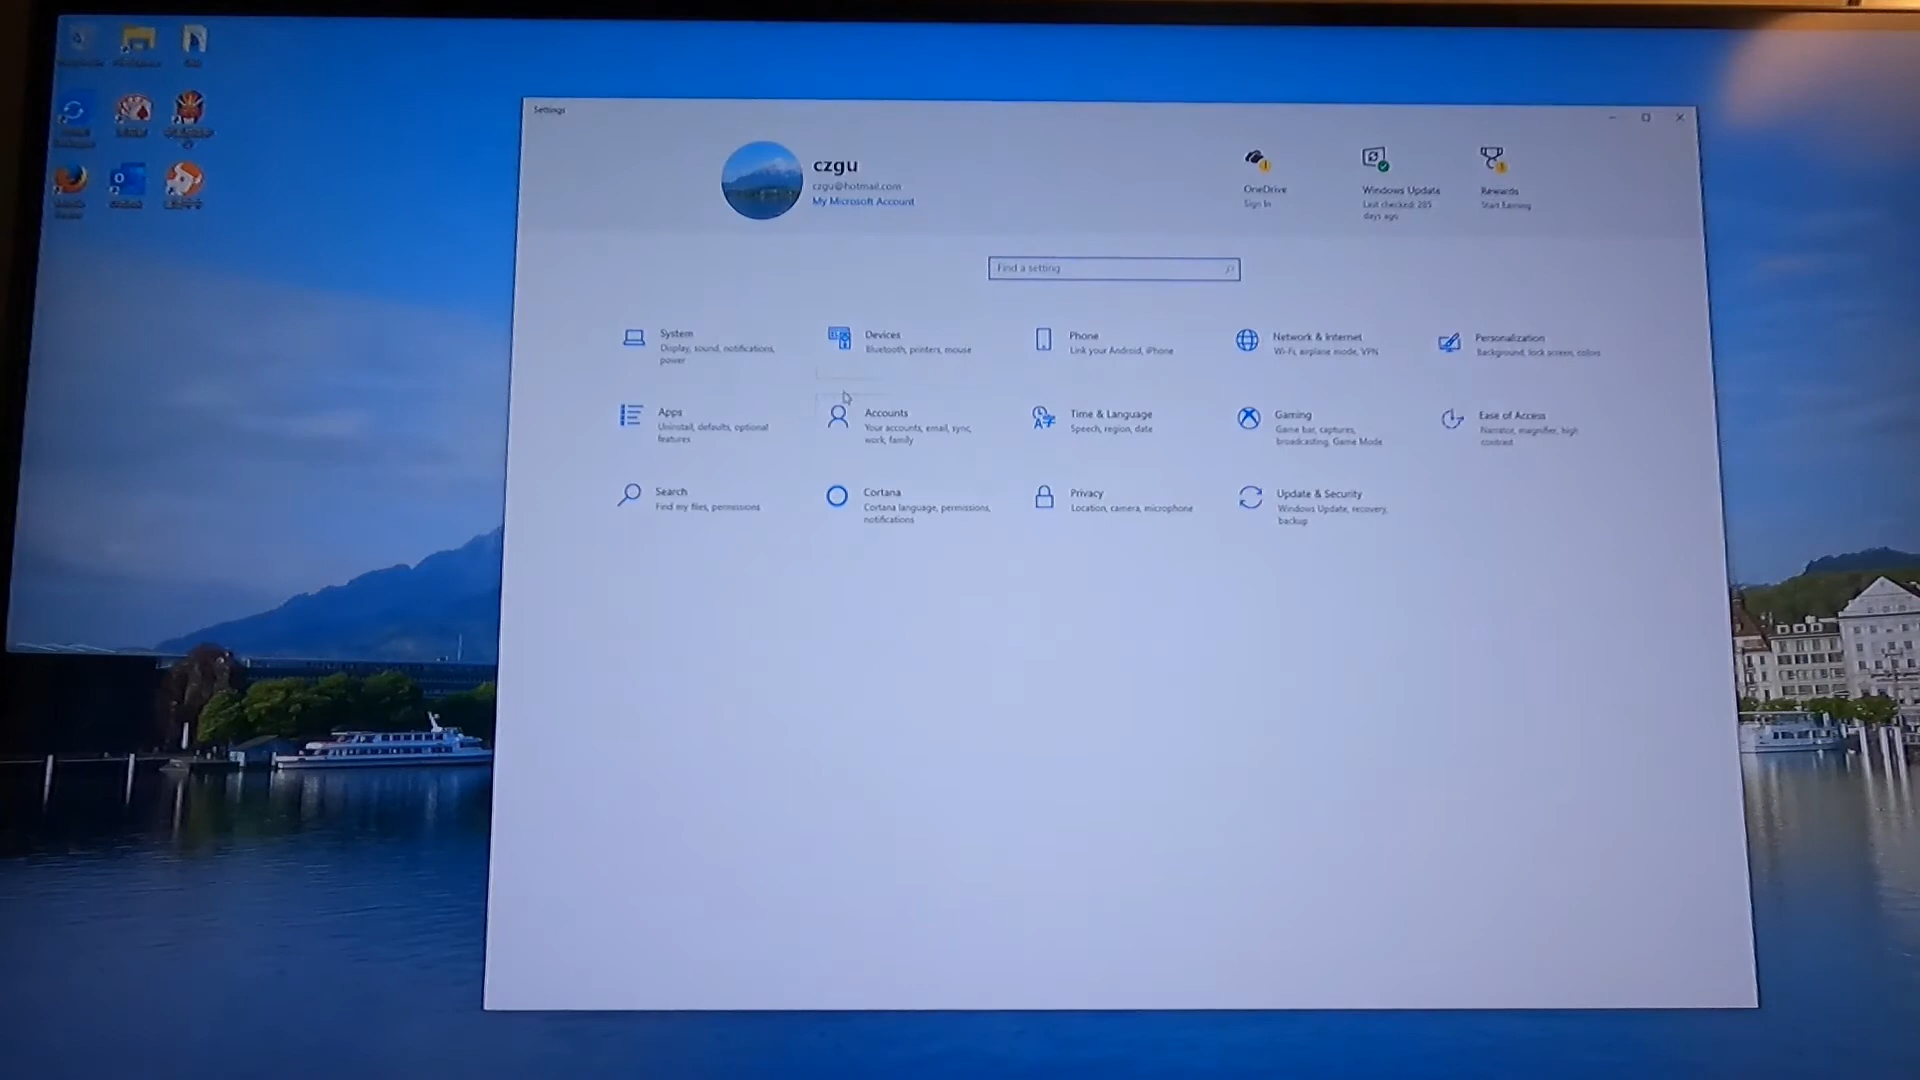 Settings
czgu
czgu@hotmail.com
My Microsoft Account
OneDrive
Sign In
Windows Update
Last checked: 285
days ago
Rewards
Start Earning
Find a setting
System
Display, sound, notifications,
power
Devices
Bluetooth, printers, mouse
Phone
Link your Android, iPhone
Network & Internet
Wi-Fi, airplane mode, VPN
Personalization
Background, lock screen, colors
Apps
Uninstall, defaults, optional
features
Accounts
Your accounts, email, sync,
work, family
Time & Language
Speech, region, date
Gaming
Game bar, captures,
broadcasting, Game Mode
Ease of Access
Narrator, magnifier, high
contrast
Search
Find my files, permissions
Cortana
Cortana language, permissions,
notifications
Privacy
Location, camera, microphone
Update & Security
Windows Update, recovery,
backup